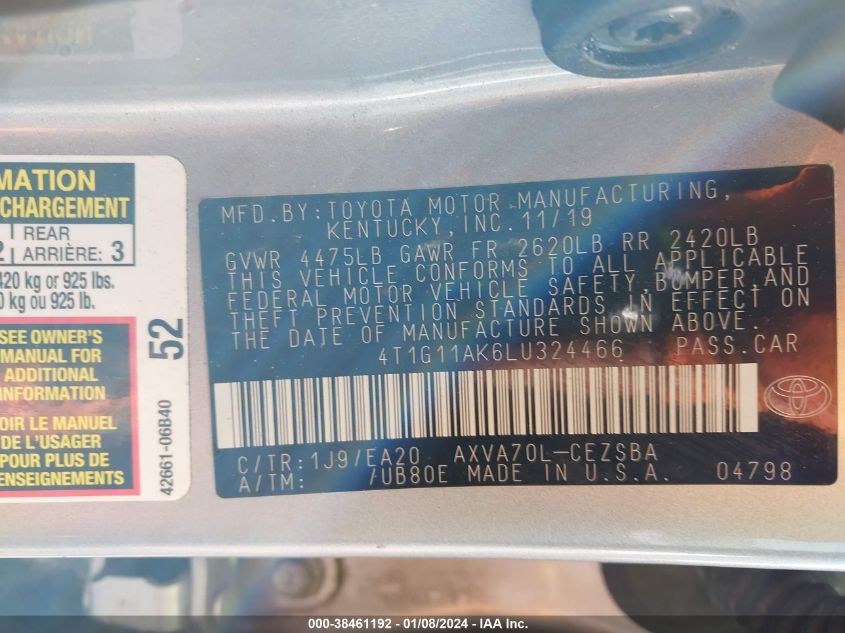 MATION
CHARGEMENT
2 REAR
ARRIÈRE: 3
420 kg or 925 lbs.
0 kg ou 925 lb.
SEE OWNER'S
MANUAL FOR
ADDITIONAL
INFORMATION
VOIR LE MANUEL
DE L'USAGER
POUR PLUS DE
ENSEIGNEMENTS
52
42661-06B40
MFD.BY:TOYOTA MOTOR MANUFACTURING,
KENTUCKY,INC.11/19
GVWR 4475LB GAWR FR 2620LB RR 2420LB
THIS VEHICLE CONFORMS TO ALL APPLICABLE
FEDERAL MOTOR VEHICLE SAFETY,BUMPER,AND
THEFT PREVENTION STANDARDS IN EFFECT ON
THE DATE OF MANUFACTURE SHOWN ABOVE.
4T1G11AK6LU324466 PASS.CAR
C/TR:1J9/EA20 AXVA70L-CEZSBA
A/TM: /UB80E MADE IN U.S.A. 04798
000-38461192 - 01/08/2024 - IAA Inc.